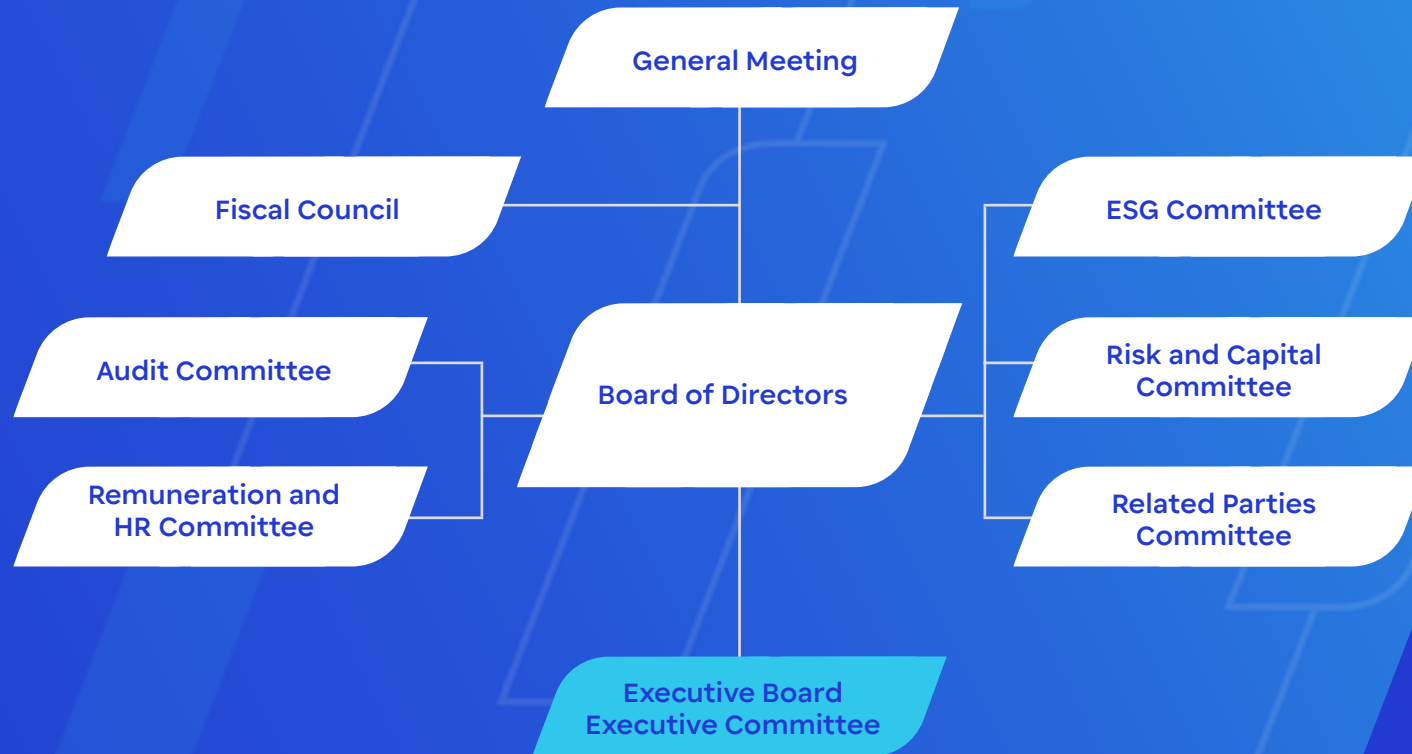 General Meeting
Fiscal Council
ESG Committee
Audit Committee
Board of Directors
Risk and Capital
Committee
Remuneration and
HR Committee
Related Parties
Committee
Executive Board
Executive Committee